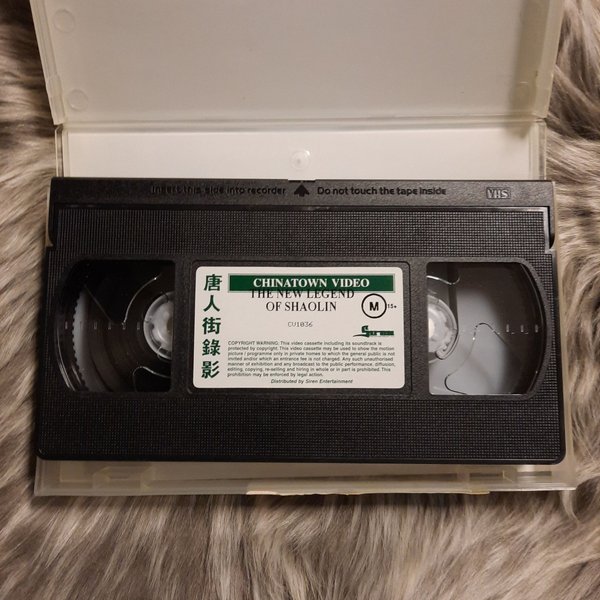 Insert this side into recorder Do not touch the tape inside VHS
唐人街錄影
CHINATOWN VIDEO
THE NEW LEGEND
OF SHAOLIN
M 15+
CV1036
COPYRIGHT WARNING. This video cassette including its soundtrack is
protected by copyright. This video cassette may be used to show the motion
picture / programme only in private homes to which the general public is not
invited and/or which an entrance fee is not charged. Any such unauthorised
manner of exhibition and any broadcast to the public performance, diffusion,
editing, copying, re-selling and hiring in whole or in part is prohibited. This
prohibition may be enforced by legal action.
Distributed by Siren Entertainment